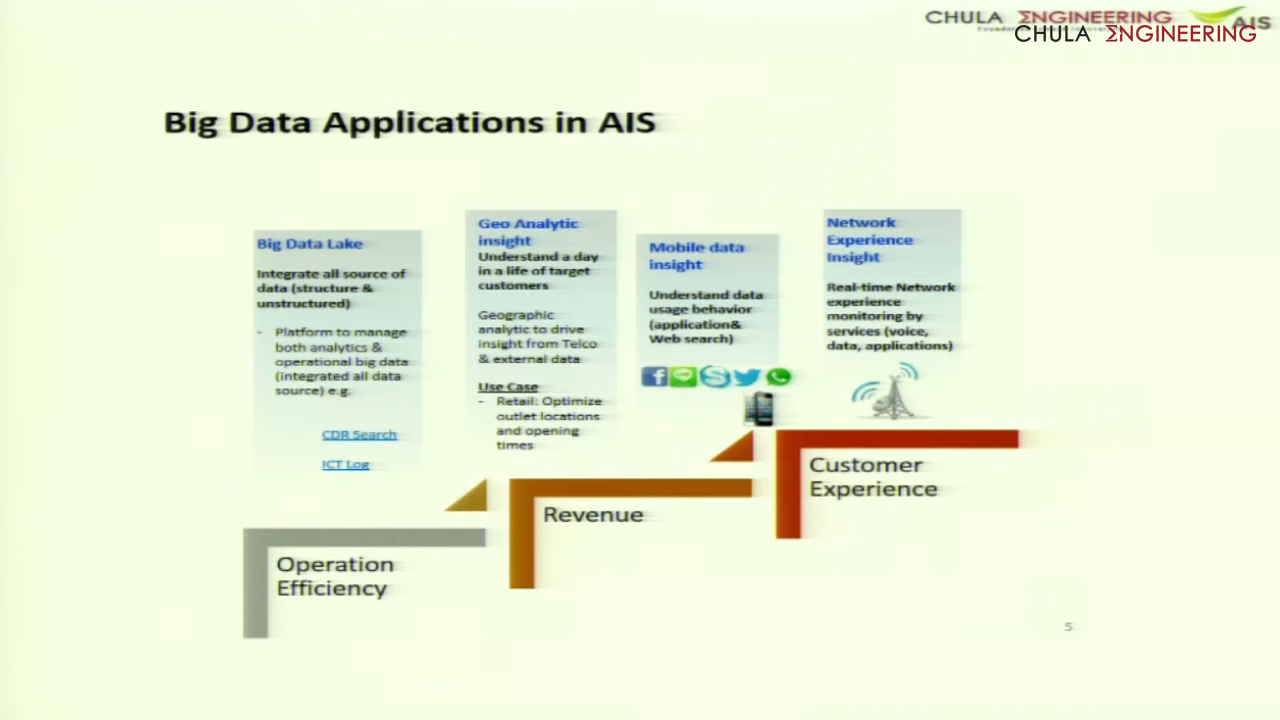 CHULA ΣNGINEERING
AIS
CHULA ΣNGINEERING
Big Data Applications in AIS
Big Data Lake
Integrate all source of
data (structure &
unstructured)
- Platform to manage
both analytics &
operational big data
(integrated all data
source) e.g.
CDR Search
ICT Log
Geo Analytic
insight
Understand a day
in a life of target
customers
Geographic
analytic to drive
insight from Telco
& external data
Use Case
- Retail: Optimize
outlet locations
and opening
times
Mobile data
insight
Understand data
usage behavior
(application&
Web search)
Network
Experience
Insight
Real-time Network
experience
monitoring by
services (voice,
data, applications)
Operation
Efficiency
Revenue
Customer
Experience
5